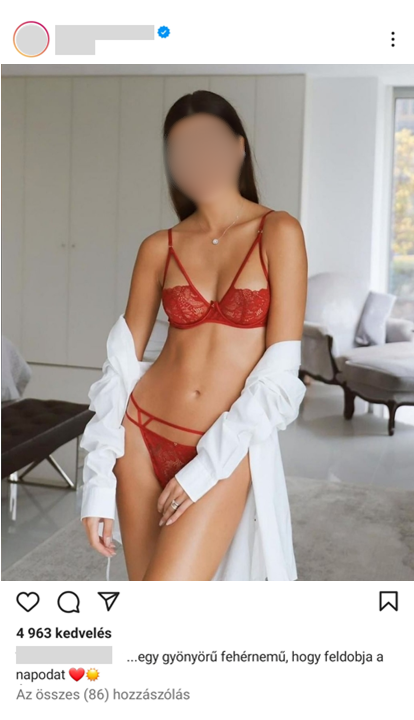 4 963 kedvelés
...egy gyönyörű fehérnemű, hogy feldobja a
napodat ❤️☀️
Az összes (86) hozzászólás